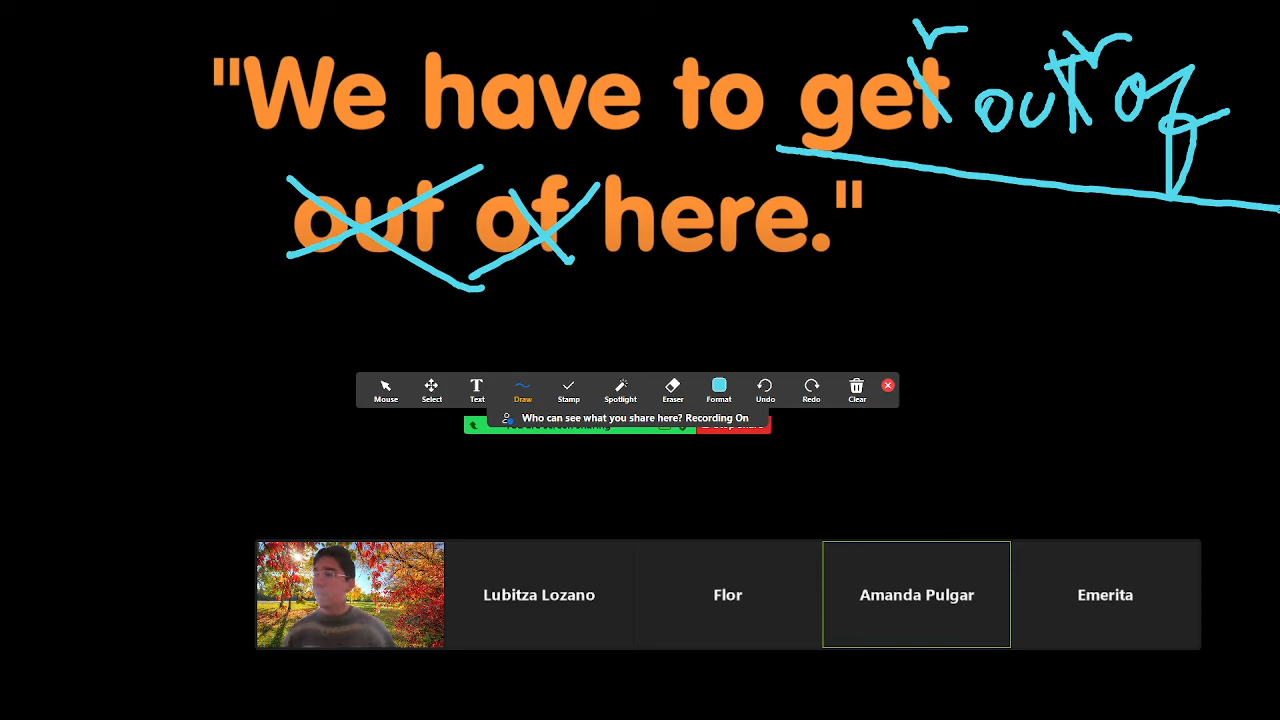 "We have to get out of
r
r
out of here."
Mouse Select Text Draw Stamp Spotlight Eraser Format Undo Redo Clear
Who can see what you share here? Recording On
Lubitza Lozano Flor Amanda Pulgar Emerita